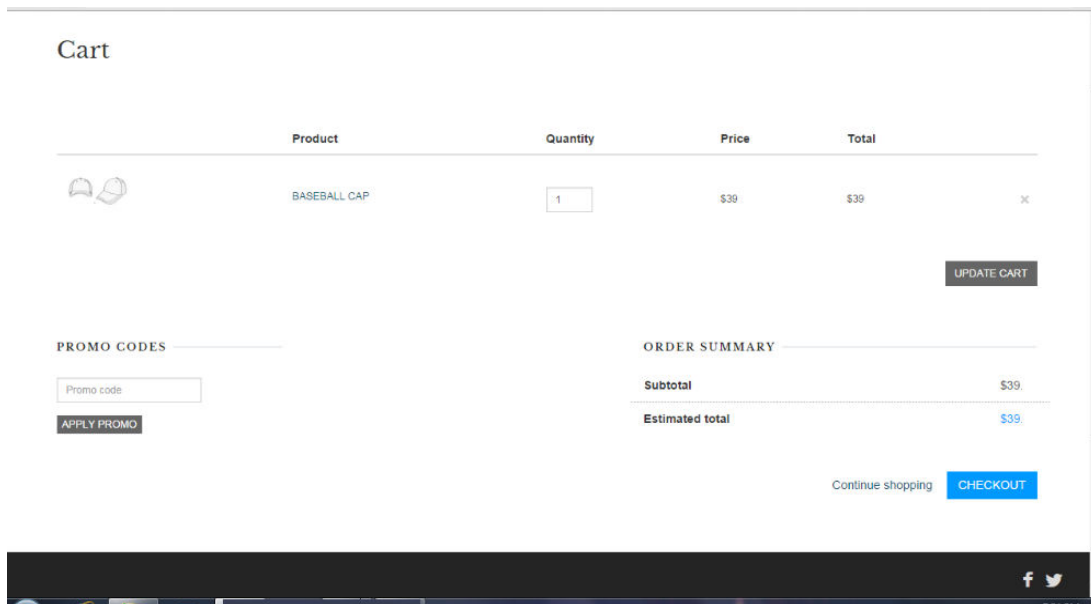 Cart
Product Quantity Price Total
BASEBALL CAP 1 $39 $39 ×
UPDATE CART
PROMO CODES
Promo code
APPLY PROMO
ORDER SUMMARY
Subtotal $39.
Estimated total $39.
Continue shopping CHECKOUT